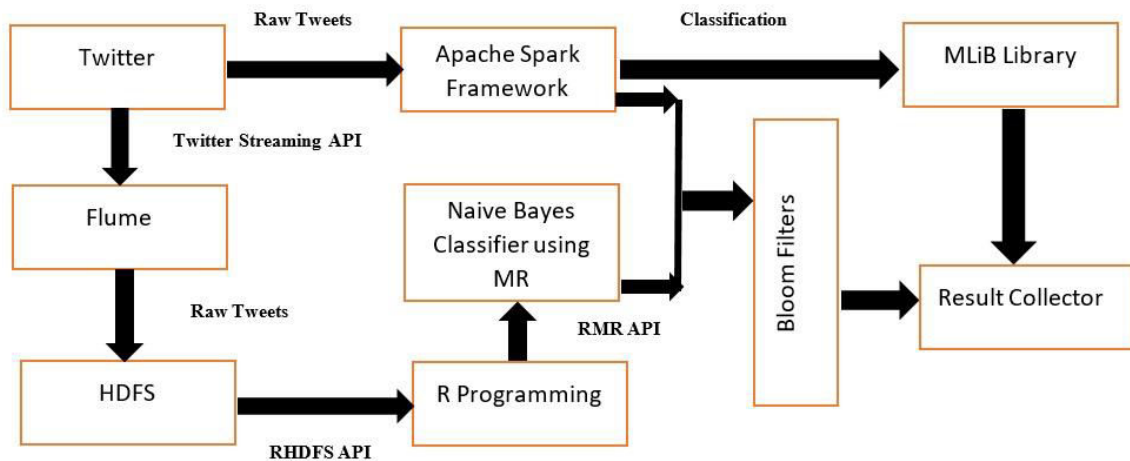 Raw Tweets
Classification
Twitter
Apache Spark
Framework
MLiB Library
Twitter Streaming API
Flume
Naive Bayes
Classifier using
MR
Bloom Filters
Raw Tweets
RMR API
Result Collector
HDFS
R Programming
RHDFS API